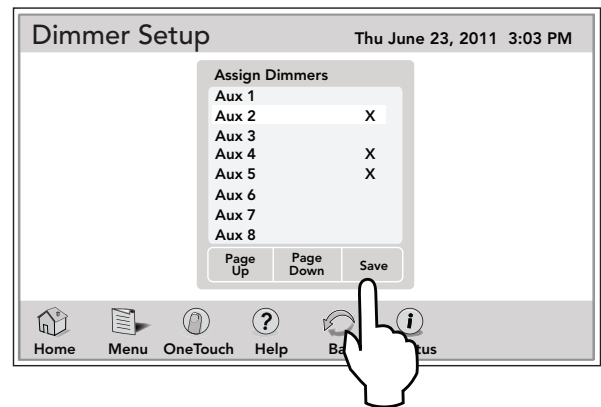 Dimmer Setup Thu June 23, 2011 3:03 PM
Assign Dimmers
Aux 1
Aux 2 X
Aux 3
Aux 4 X
Aux 5 X
Aux 6
Aux 7
Aux 8
Page Up Page Down Save
Home Menu OneTouch Help